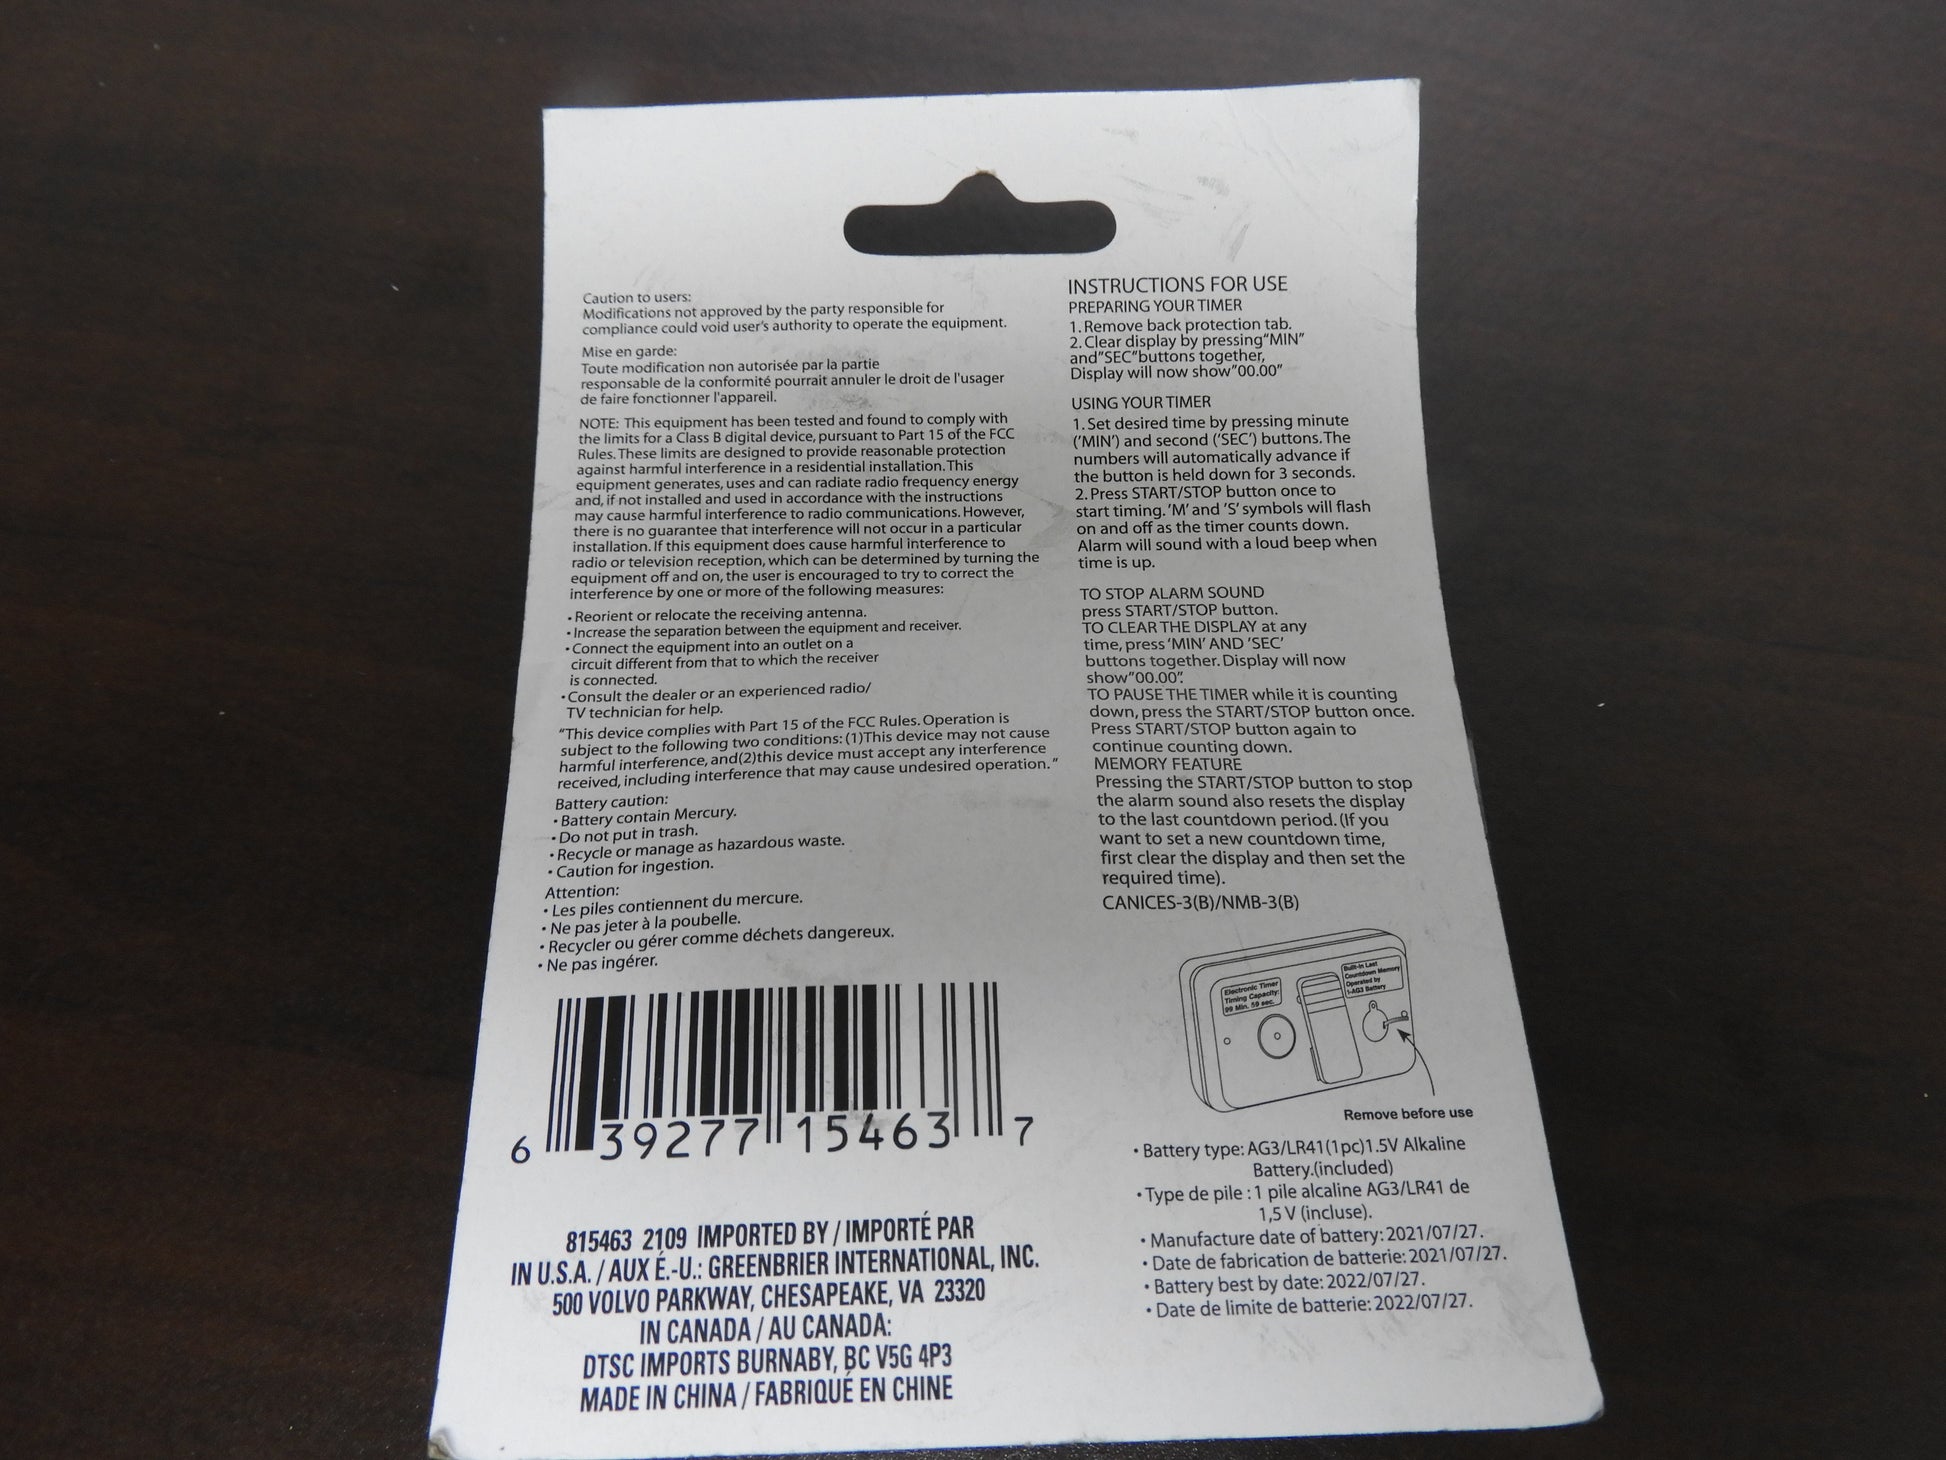 Caution to users:
Modifications not approved by the party responsible for
compliance could void user's authority to operate the equipment.
Mise en garde:
Toute modification non autorisée par la partie
responsable de la conformité pourrait annuler le droit de l'usager
de faire fonctionner l'appareil.
NOTE: This equipment has been tested and found to comply with
the limits for a Class B digital device, pursuant to Part 15 of the FCC
Rules. These limits are designed to provide reasonable protection
against harmful interference in a residential installation. This
equipment generates, uses and can radiate radio frequency energy
and, if not installed and used in accordance with the instructions
may cause harmful interference to radio communications. However,
there is no guarantee that interference will not occur in a particular
installation. If this equipment does cause harmful interference to
radio or television reception, which can be determined by turning the
equipment off and on, the user is encouraged to try to correct the
interference by one or more of the following measures:
• Reorient or relocate the receiving antenna.
• Increase the separation between the equipment and receiver.
• Connect the equipment into an outlet on a
circuit different from that to which the receiver
is connected.
• Consult the dealer or an experienced radio/
TV technician for help.
"This device complies with Part 15 of the FCC Rules. Operation is
subject to the following two conditions: (1)This device may not cause
harmful interference, and(2)this device must accept any interference
received, including interference that may cause undesired operation."
Battery caution:
• Battery contain Mercury.
• Do not put in trash.
• Recycle or manage as hazardous waste.
• Caution for ingestion.
Attention:
• Les piles contiennent du mercure.
• Ne pas jeter à la poubelle.
• Recycler ou gérer comme déchets dangereux.
• Ne pas ingérer.
6 39277 15463 7
815463 2109 IMPORTED BY / IMPORTÉ PAR
IN U.S.A. / AUX É.-U.: GREENBRIER INTERNATIONAL, INC.
500 VOLVO PARKWAY, CHESAPEAKE, VA 23320
IN CANADA / AU CANADA:
DTSC IMPORTS BURNABY, BC V5G 4P3
MADE IN CHINA / FABRIQUÉ EN CHINE
INSTRUCTIONS FOR USE
PREPARING YOUR TIMER
1. Remove back protection tab.
2. Clear display by pressing"MIN"
and"SEC"buttons together,
Display will now show"00.00"
USING YOUR TIMER
1. Set desired time by pressing minute
('MIN') and second ('SEC') buttons. The
numbers will automatically advance if
the button is held down for 3 seconds.
2. Press START/STOP button once to
start timing. 'M' and 'S' symbols will flash
on and off as the timer counts down.
Alarm will sound with a loud beep when
time is up.
TO STOP ALARM SOUND
press START/STOP button.
TO CLEAR THE DISPLAY at any
time, press 'MIN' AND 'SEC'
buttons together. Display will now
show"00.00".
TO PAUSE THE TIMER while it is counting
down, press the START/STOP button once.
Press START/STOP button again to
continue counting down.
MEMORY FEATURE
Pressing the START/STOP button to stop
the alarm sound also resets the display
to the last countdown period. (If you
want to set a new countdown time,
first clear the display and then set the
required time).
CANICES-3(B)/NMB-3(B)
Electronic Timer
Timing Capacity:
99 Min. 59 sec.
Built-in Last
Countdown Memory
Operated by
1-AG3 Battery
Remove before use
• Battery type: AG3/LR41(1pc)1.5V Alkaline
Battery.(included)
• Type de pile : 1 pile alcaline AG3/LR41 de
1,5 V (incluse).
• Manufacture date of battery: 2021/07/27.
• Date de fabrication de batterie: 2021/07/27.
• Battery best by date: 2022/07/27.
• Date de limite de batterie: 2022/07/27.